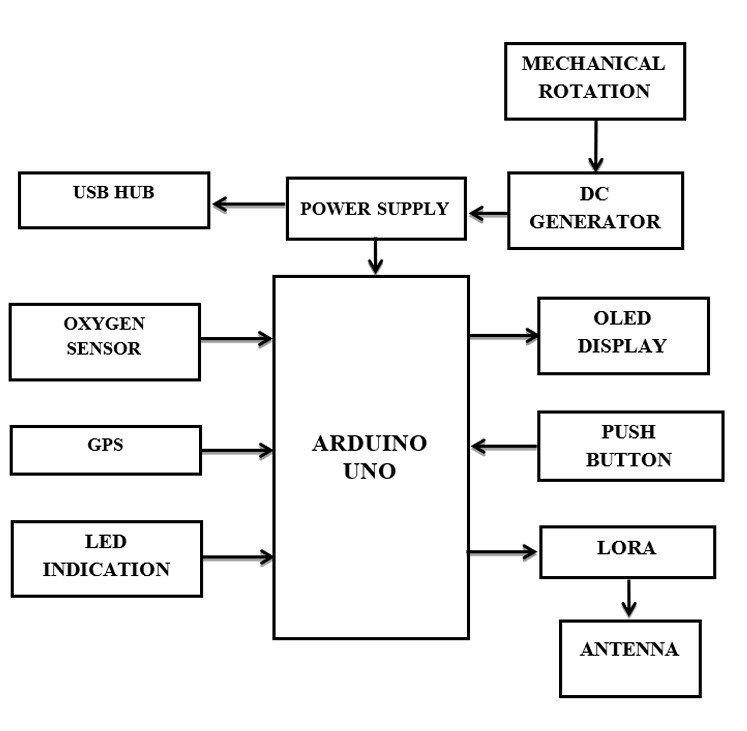 MECHANICAL
ROTATION
USB HUB
POWER SUPPLY
DC
GENERATOR
OXYGEN
SENSOR
OLED
DISPLAY
GPS
ARDUINO
UNO
PUSH
BUTTON
LED
INDICATION
LORA
ANTENNA